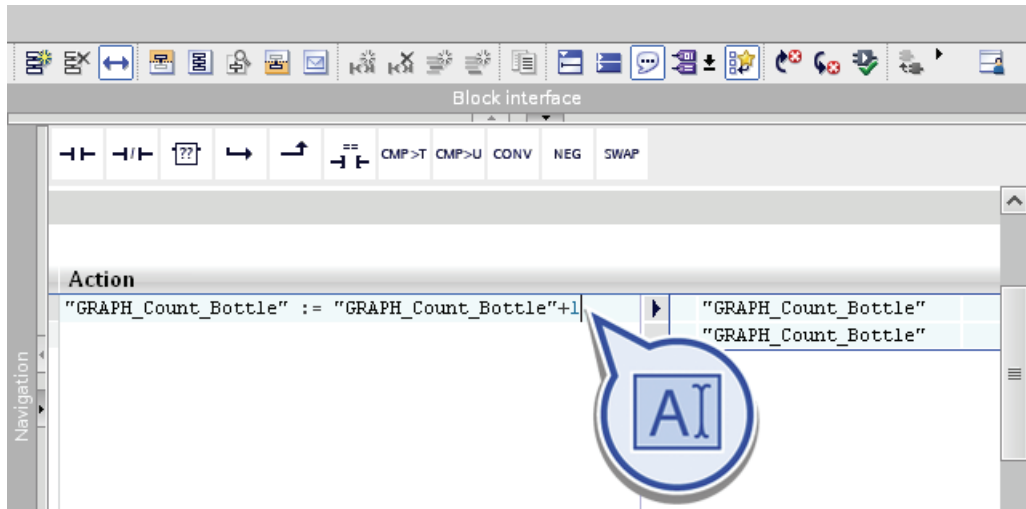 Block interface
?? == CMP>T CMP>U CONV NEG SWAP
Action
"GRAPH_Count_Bottle" := "GRAPH_Count_Bottle"+1 "GRAPH_Count_Bottle"
"GRAPH_Count_Bottle"
Navigation
A